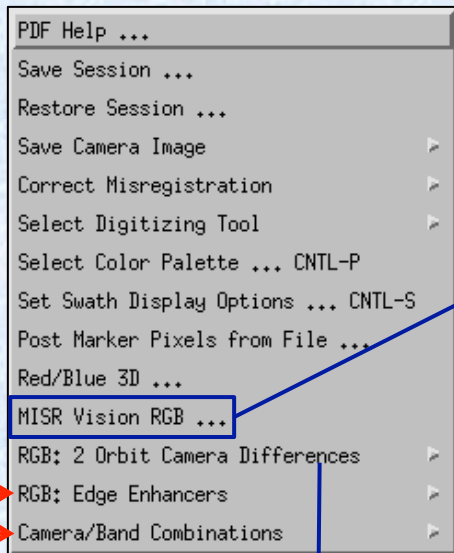 PDF Help ...
Save Session ...
Restore Session ...
Save Camera Image
Correct Misregistration
Select Digitizing Tool
Select Color Palette ... CNTL-P
Set Swath Display Options ... CNTL-S
Post Marker Pixels from File ...
Red/Blue 3D ...
MISR Vision RGB ...
RGB: 2 Orbit Camera Differences
RGB: Edge Enhancers
Camera/Band Combinations